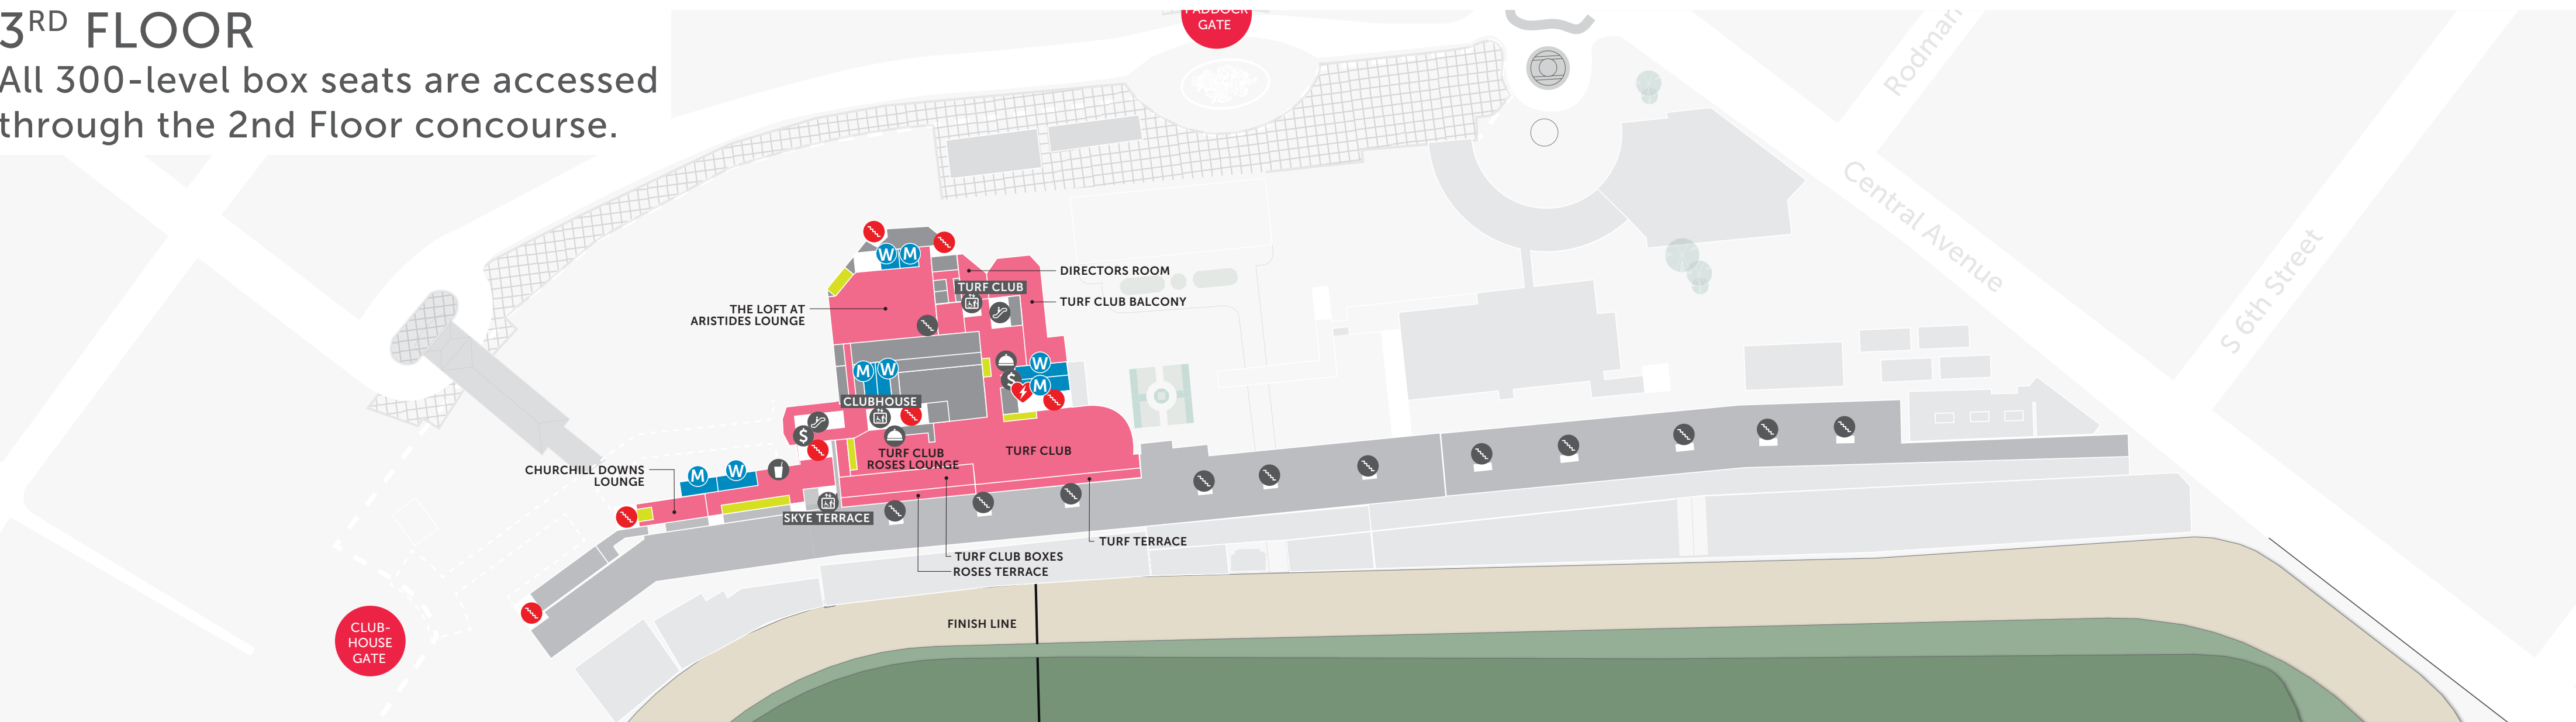 3RD FLOOR
All 300-level box seats are accessed
through the 2nd Floor concourse.
PADDOCK
GATE
Rodman
Central Avenue
S 6th Street
W M
DIRECTORS ROOM
TURF CLUB
TURF CLUB BALCONY
THE LOFT AT
ARISTIDES LOUNGE
M W
W
$
M
CLUBHOUSE
$
TURF CLUB
ROSES LOUNGE
TURF CLUB
CHURCHILL DOWNS
LOUNGE
M W
SKYE TERRACE
TURF TERRACE
TURF CLUB BOXES
ROSES TERRACE
FINISH LINE
CLUB-
HOUSE
GATE